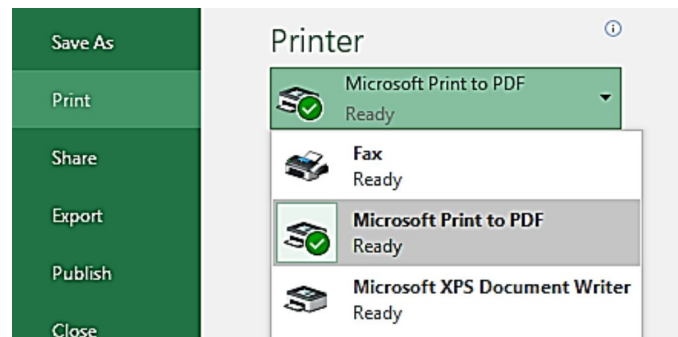 Save As
Print
Share
Export
Publish
Close
Printer
Microsoft Print to PDF
Ready
Fax
Ready
Microsoft Print to PDF
Ready
Microsoft XPS Document Writer
Ready